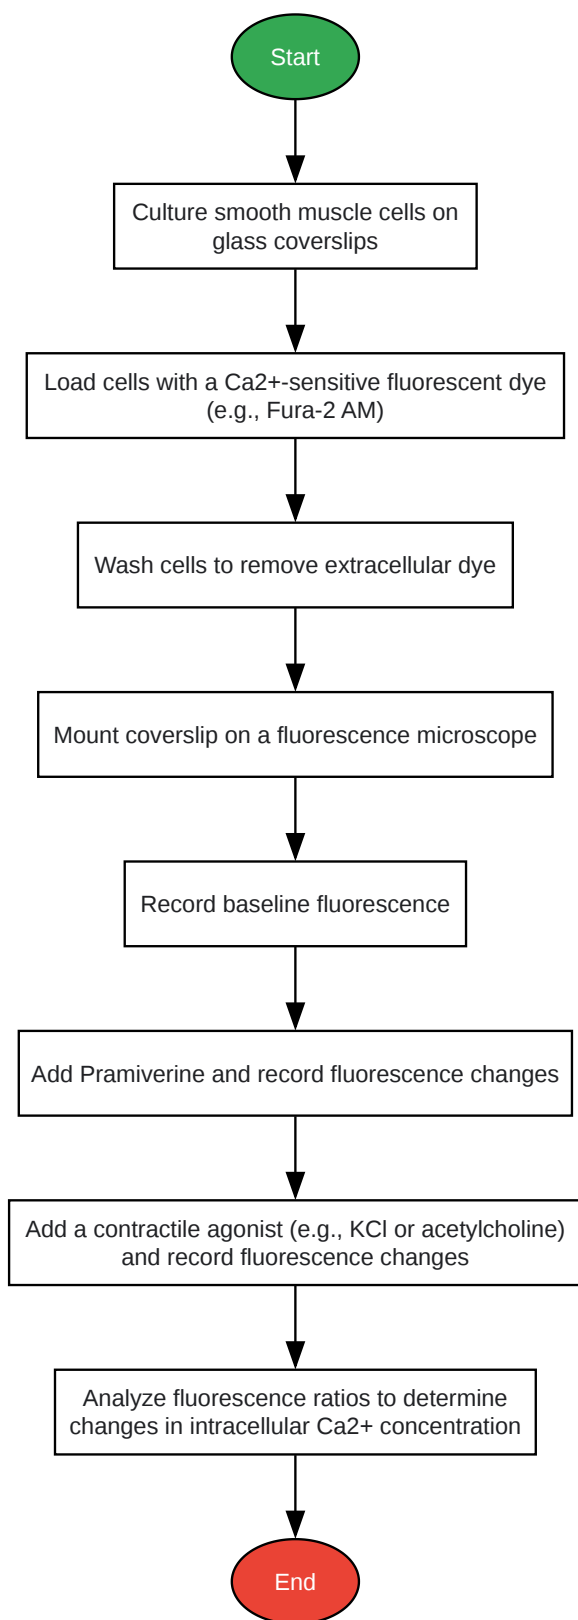 Start
Culture smooth muscle cells on
glass coverslips
Load cells with a Ca2+-sensitive fluorescent dye
(e.g., Fura-2 AM)
Wash cells to remove extracellular dye
Mount coverslip on a fluorescence microscope
Record baseline fluorescence
Add Pramiverine and record fluorescence changes
Add a contractile agonist (e.g., KCl or acetylcholine)
and record fluorescence changes
Analyze fluorescence ratios to determine
changes in intracellular Ca2+ concentration
End